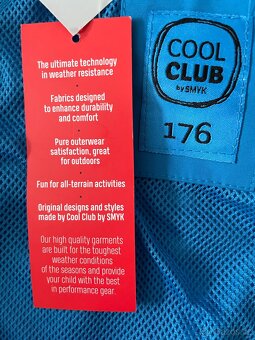 The ultimate technology
in weather resistance
Fabrics designed
to enhance durability
and comfort
Pure outerwear
satisfaction, great
for outdoors
Fun for all-terrain activities
Original designs and styles
made by Cool Club by SMYK
Our high quality garments
are built for the toughest
weather conditions
of the seasons and provide
your child with the best
in performance gear.
COOL
CLUB
by SMYK
176